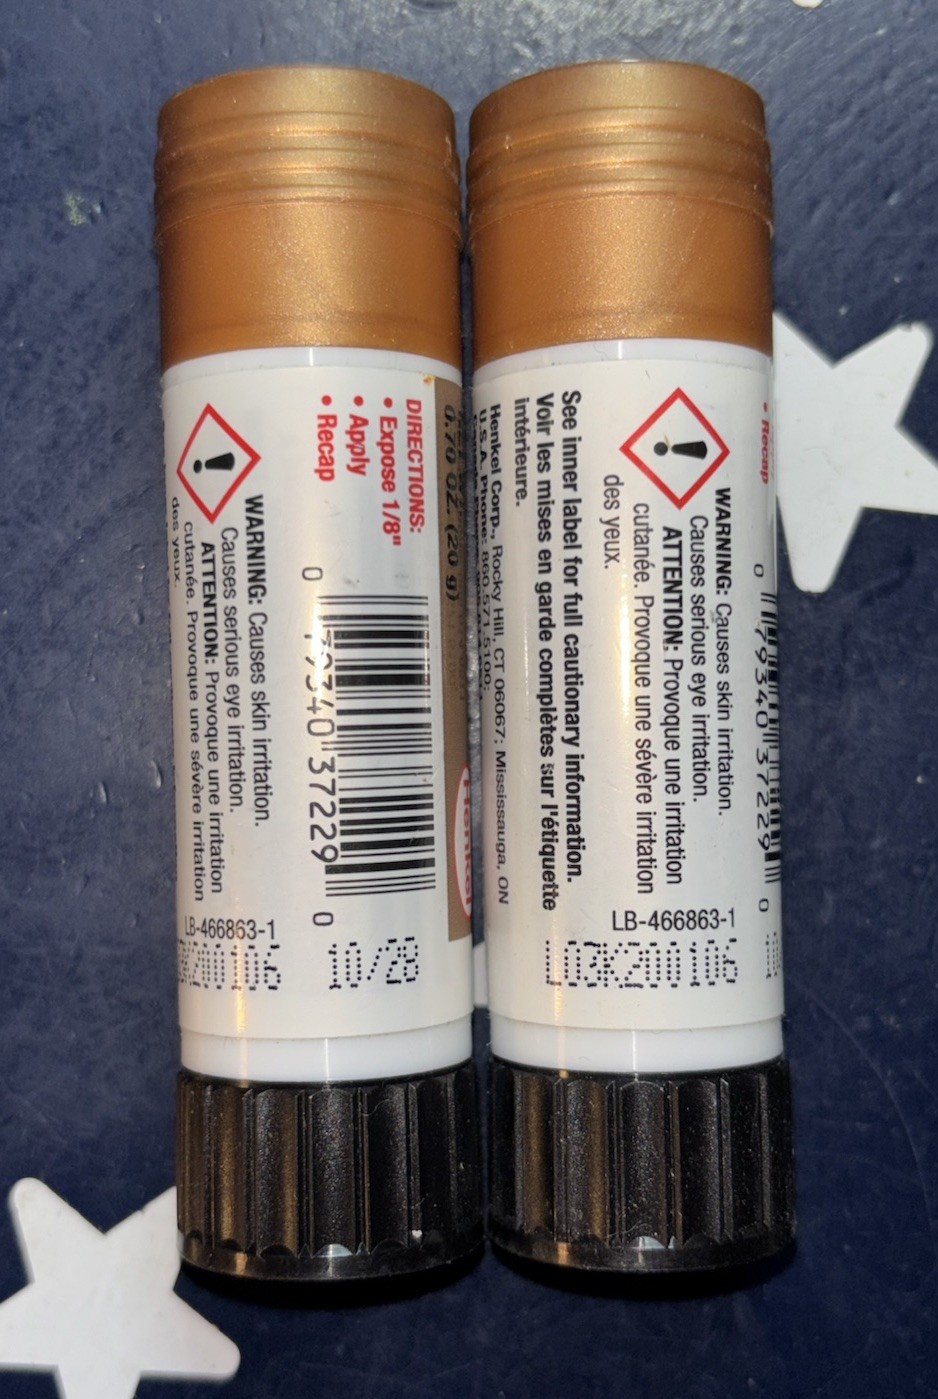 DIRECTIONS:
• Expose 1/8"
• Apply
• Recap
0 79340 37229 0
10/28
0.70 OZ. (20 g)
Henkel
WARNING: Causes skin irritation.
Causes serious eye irritation.
ATTENTION: Provoque une irritation
cutanée. Provoque une sévère irritation
des yeux.
LB-466863-1
See inner label for full cautionary information.
Voir les mises en garde complètes sur l'étiquette
intérieure.
Henkel Corp., Rocky Hill, CT 06067; Mississauga, ON
U.S.A. Phone: 860.571.5100;
• Recap
0 79340 37229 0
WARNING: Causes skin irritation.
Causes serious eye irritation.
ATTENTION: Provoque une irritation
cutanée. Provoque une sévère irritation
des yeux.
LB-466863-1
L03K200106